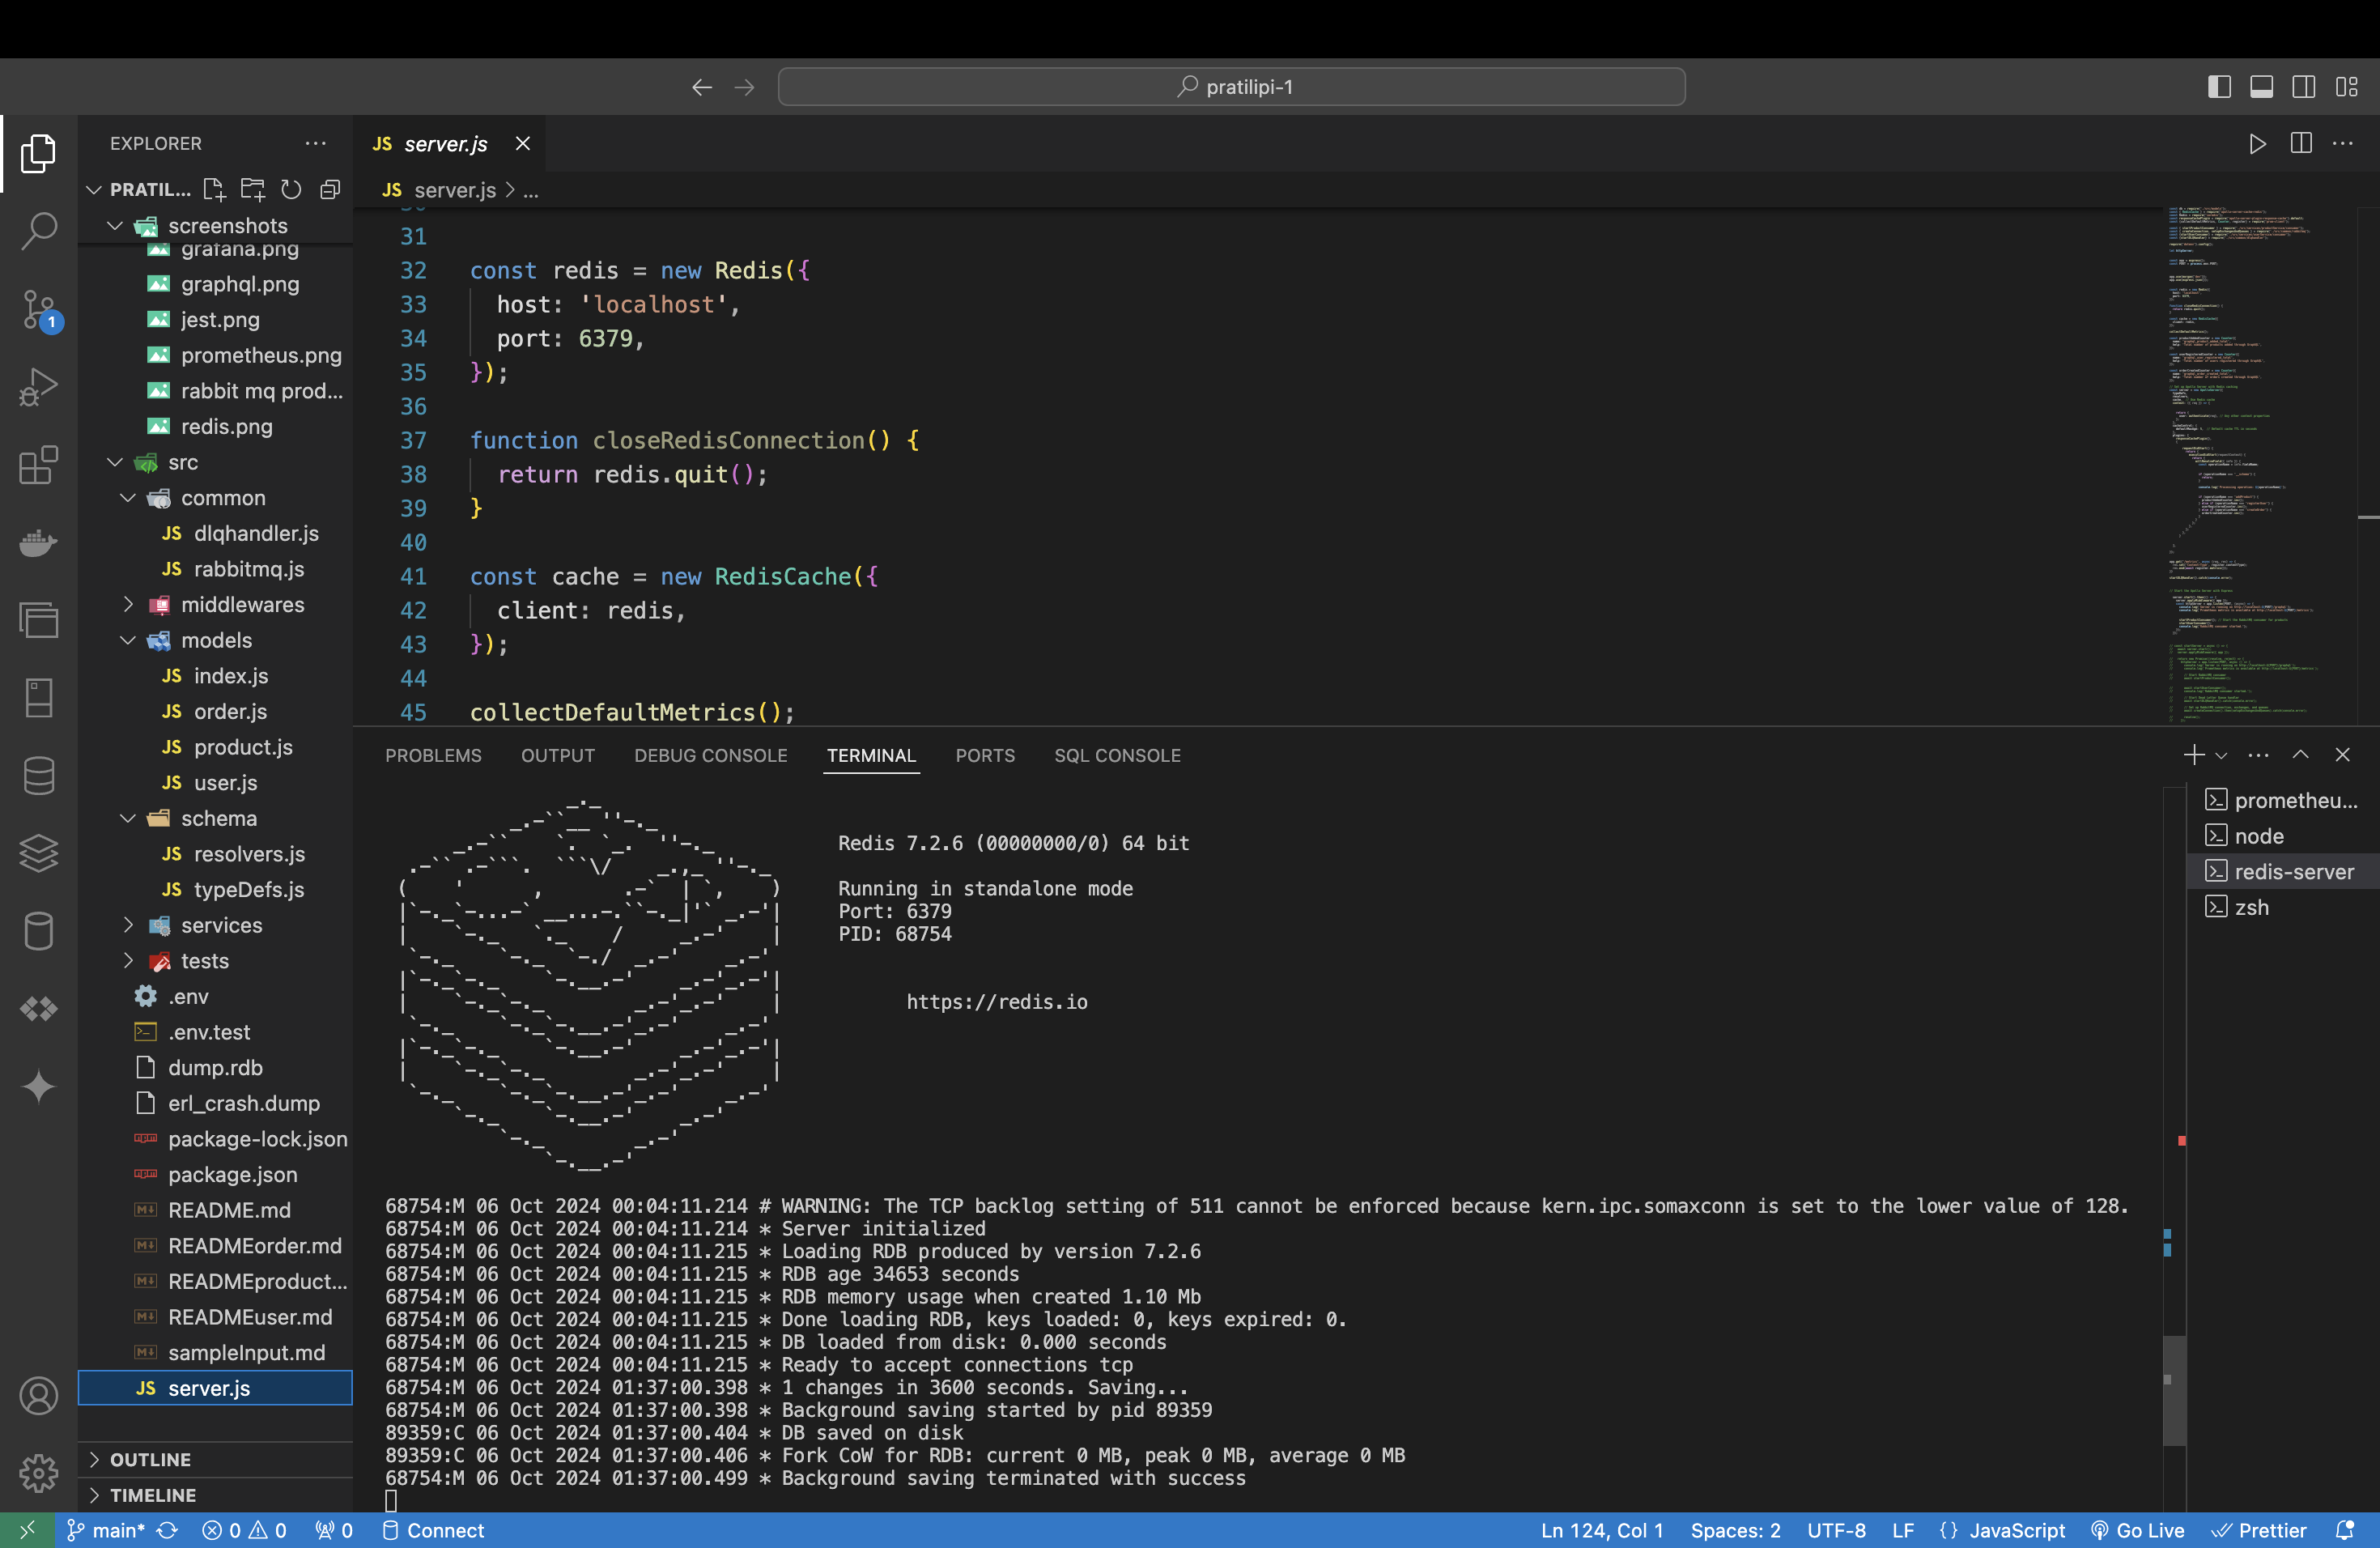 pratilipi-1
EXPLORER
PRATIL...
screenshots
grafana.png
graphql.png
jest.png
prometheus.png
rabbit mq prod...
redis.png
src
common
JS dlqhandler.js
JS rabbitmq.js
middlewares
models
JS index.js
JS order.js
JS product.js
JS user.js
schema
JS resolvers.js
JS typeDefs.js
services
tests
.env
.env.test
dump.rdb
erl_crash.dump
package-lock.json
package.json
README.md
READMEorder.md
READMEproduct...
READMEuser.md
sampleInput.md
JS server.js
OUTLINE
TIMELINE
1
JS server.js
JS server.js > ...
31
32 const redis = new Redis({
33 host: 'localhost',
34 port: 6379,
35 });
36
37 function closeRedisConnection() {
38 return redis.quit();
39 }
40
41 const cache = new RedisCache({
42 client: redis,
43 });
44
45 collectDefaultMetrics();
PROBLEMS OUTPUT DEBUG CONSOLE TERMINAL PORTS SQL CONSOLE
Redis 7.2.6 (00000000/0) 64 bit
Running in standalone mode
Port: 6379
PID: 68754
https://redis.io
68754:M 06 Oct 2024 00:04:11.214 # WARNING: The TCP backlog setting of 511 cannot be enforced because kern.ipc.somaxconn is set to the lower value of 128.
68754:M 06 Oct 2024 00:04:11.214 * Server initialized
68754:M 06 Oct 2024 00:04:11.215 * Loading RDB produced by version 7.2.6
68754:M 06 Oct 2024 00:04:11.215 * RDB age 34653 seconds
68754:M 06 Oct 2024 00:04:11.215 * RDB memory usage when created 1.10 Mb
68754:M 06 Oct 2024 00:04:11.215 * Done loading RDB, keys loaded: 0, keys expired: 0.
68754:M 06 Oct 2024 00:04:11.215 * DB loaded from disk: 0.000 seconds
68754:M 06 Oct 2024 00:04:11.215 * Ready to accept connections tcp
68754:M 06 Oct 2024 01:37:00.398 * 1 changes in 3600 seconds. Saving...
68754:M 06 Oct 2024 01:37:00.398 * Background saving started by pid 89359
89359:C 06 Oct 2024 01:37:00.404 * DB saved on disk
89359:C 06 Oct 2024 01:37:00.406 * Fork CoW for RDB: current 0 MB, peak 0 MB, average 0 MB
68754:M 06 Oct 2024 01:37:00.499 * Background saving terminated with success
prometheu...
node
redis-server
zsh
main* 0 0 0 Connect
Ln 124, Col 1 Spaces: 2 UTF-8 LF {} JavaScript Go Live Prettier